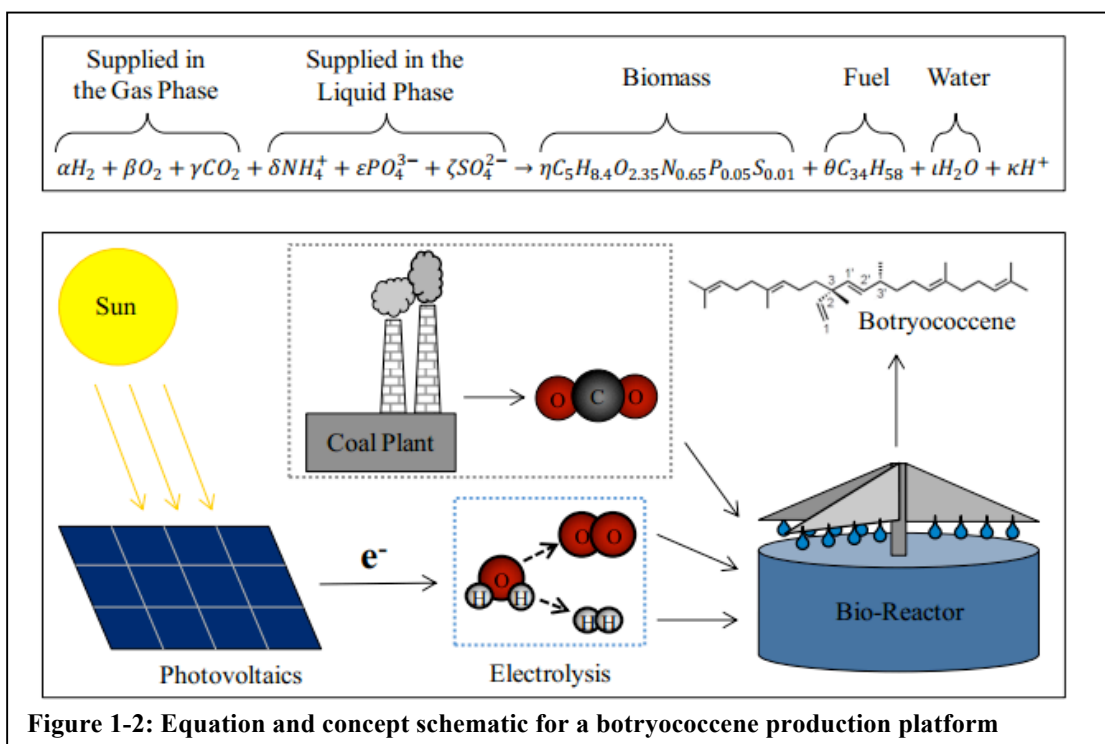 Supplied in the Gas Phase
Supplied in the Liquid Phase
Biomass
Fuel
Water
αH₂ + βO₂ + γCO₂ + δNH₄⁺ + εPO₄³⁻ + ζSO₄²⁻ → ηC₅H₈.₄O₂.₃₅N₀.₆₅P₀.₀₅S₀.₀₁ + θC₃₄H₅₈ + ιH₂O + κH⁺
Sun
Coal Plant
O C O
3 1' 2' 3' 2 1
Botryococcene
e⁻
O H H
O O
H H
Photovoltaics
Electrolysis
Bio-Reactor
Figure 1-2: Equation and concept schematic for a botryococcene production platform